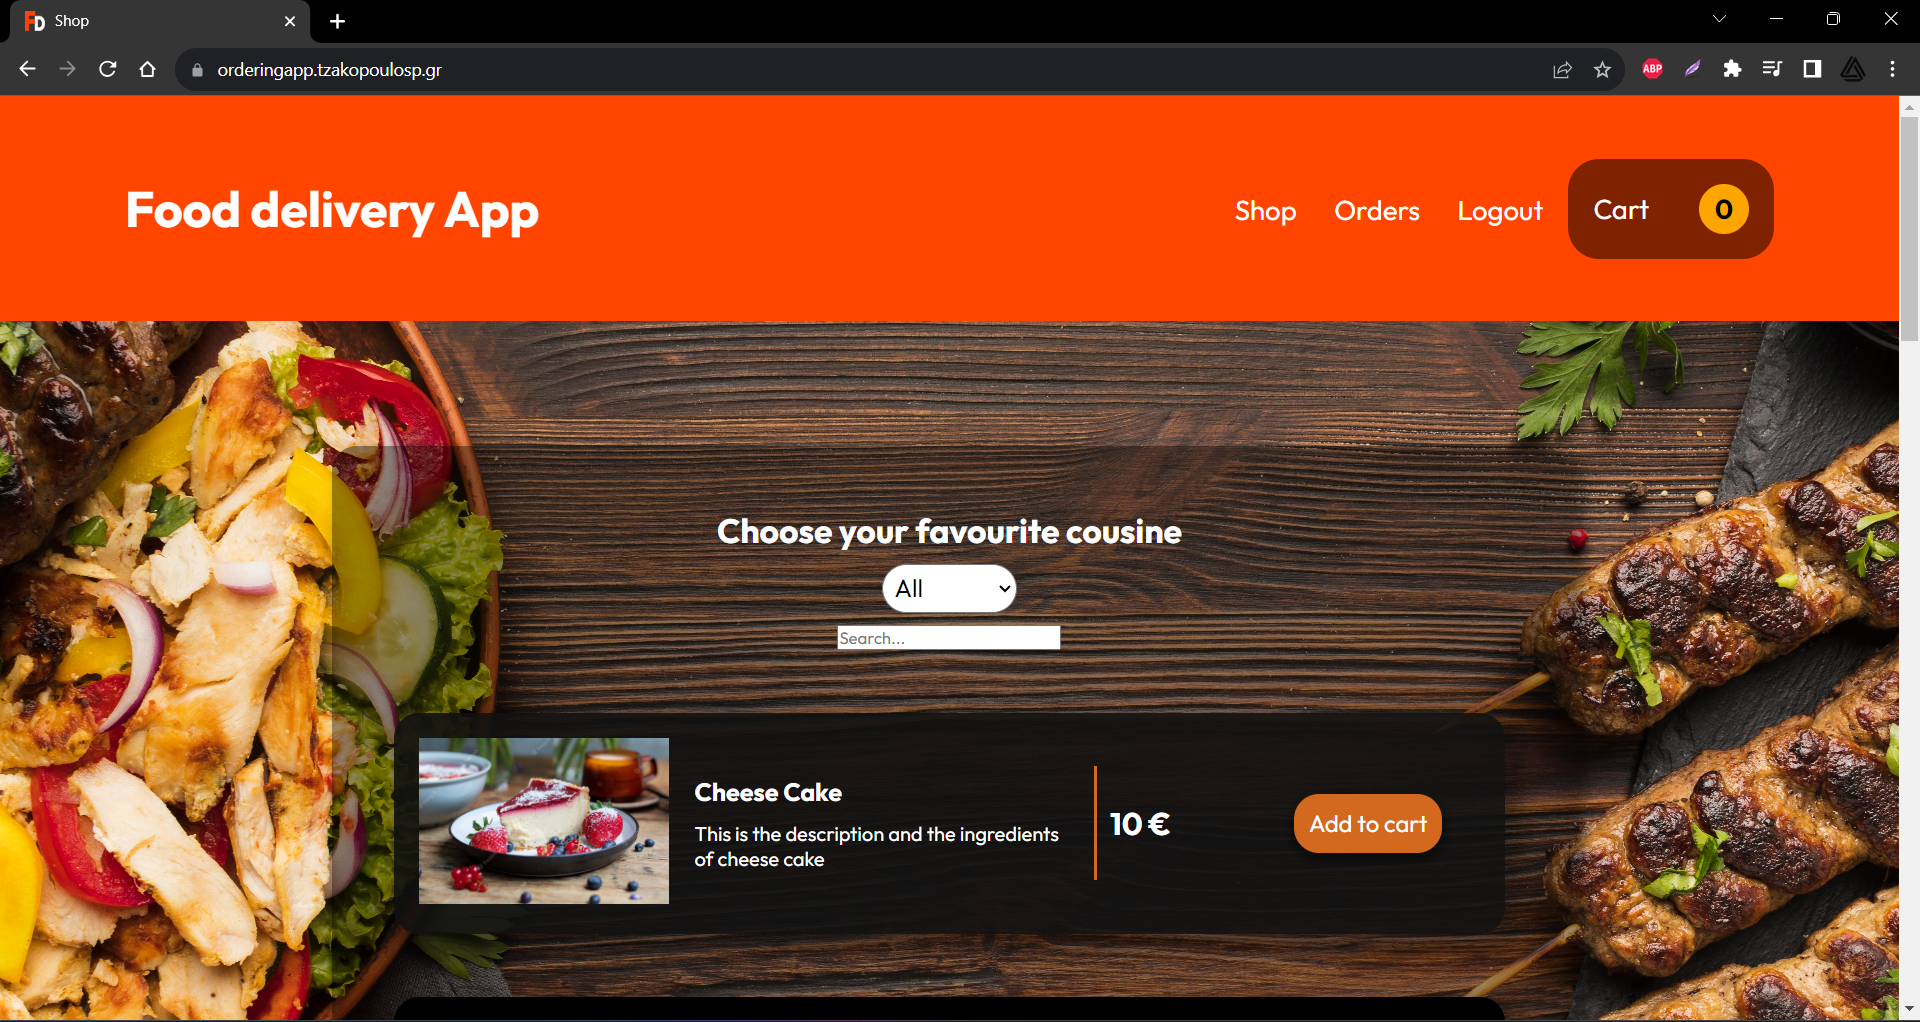 FD Shop
orderingapp.tzakopoulosp.gr
ABP
Food delivery App
Shop
Orders
Logout
Cart
0
Choose your favourite cousine
All
Search...
Cheese Cake
This is the description and the ingredients
of cheese cake
10 €
Add to cart